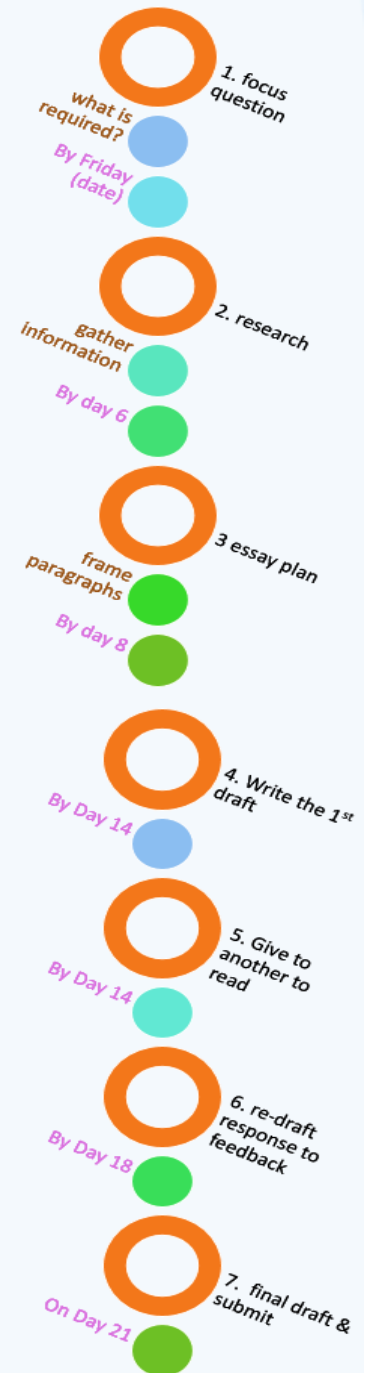 1. focus
question
what is
required?
By Friday
(date)
2. research
gather
information
By day 6
3 essay plan
frame
paragraphs
By day 8
4. Write the 1st
draft
By Day 14
5. Give to
another to
read
By Day 14
6. re-draft
response to
feedback
By Day 18
7. final draft &
submit
On Day 21